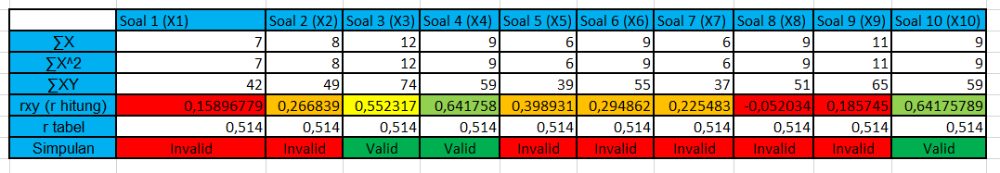 Soal 1 (X1) Soal 2 (X2) Soal 3 (X3) Soal 4 (X4) Soal 5 (X5) Soal 6 (X6) Soal 7 (X7) Soal 8 (X8) Soal 9 (X9) Soal 10 (X10)
∑X 7 8 12 9 6 9 6 9 11 9
∑X^2 7 8 12 9 6 9 6 9 11 9
∑XY 42 49 74 59 39 55 37 51 65 59
rxy (r hitung) 0,15896779 0,266839 0,552317 0,641758 0,398931 0,294862 0,225483 -0,052034 0,185745 0,64175789
r tabel 0,514 0,514 0,514 0,514 0,514 0,514 0,514 0,514 0,514 0,514
Simpulan Invalid Invalid Valid Valid Invalid Invalid Invalid Invalid Invalid Valid